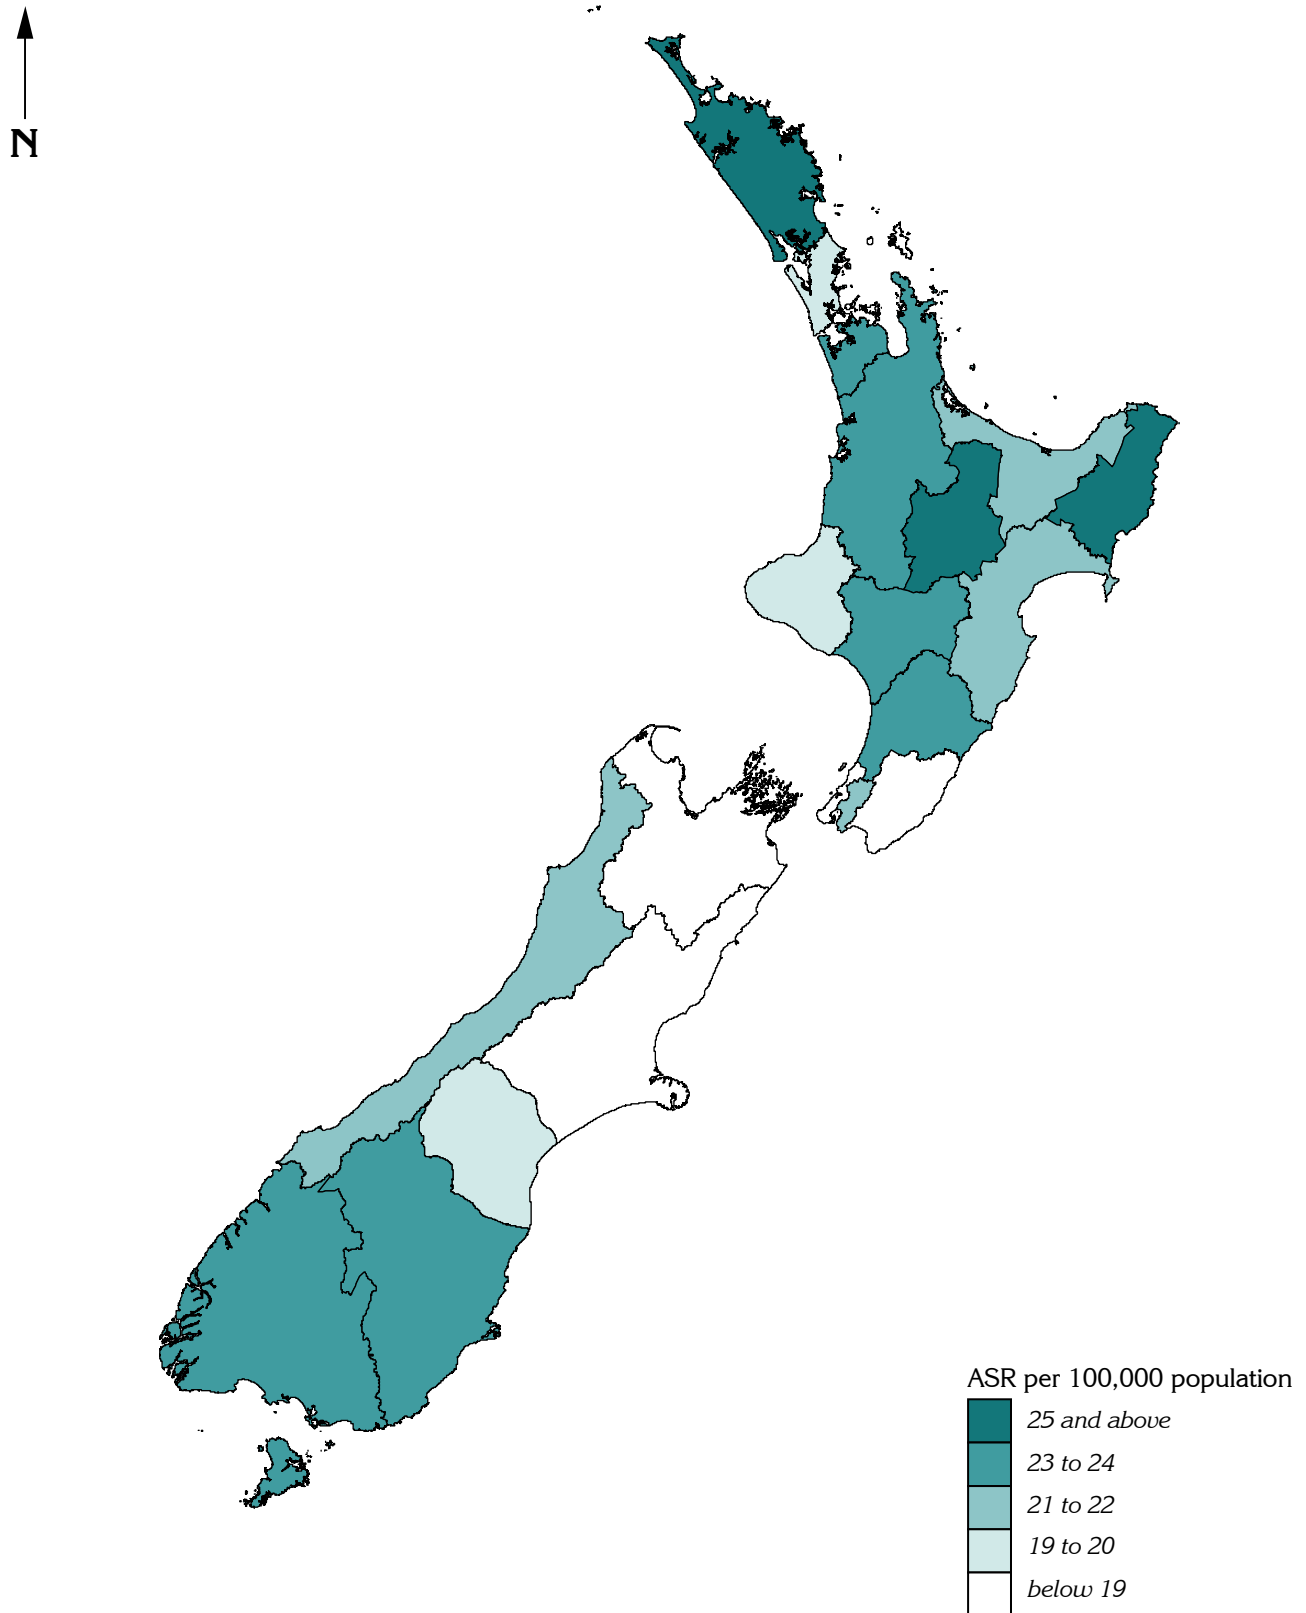 N
ASR per 100,000 population
25 and above
23 to 24
21 to 22
19 to 20
below 19